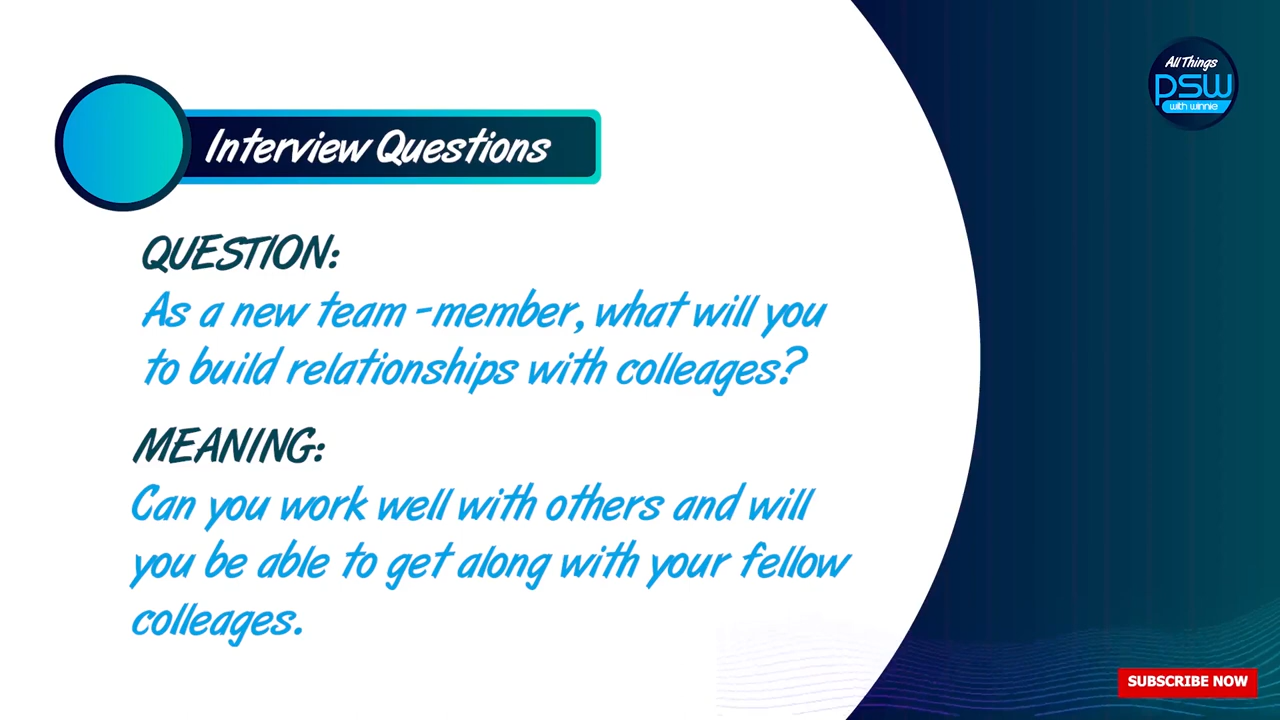 All Things
PSW
with winnie
Interview Questions
QUESTION:
As a new team -member, what will you
to build relationships with colleages?
MEANING:
Can you work well with others and will
you be able to get along with your fellow
colleages.
SUBSCRIBE NOW